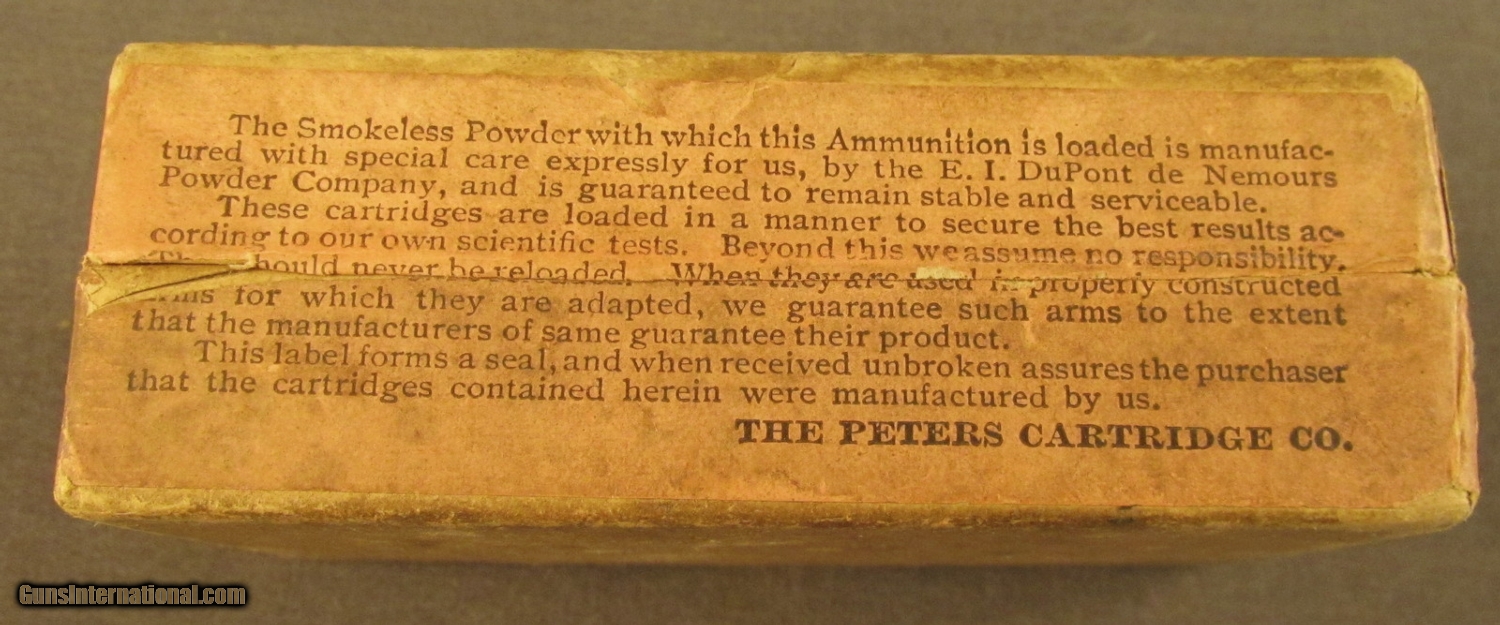 The Smokeless Powder with which this Ammunition is loaded is manufac-
tured with special care expressly for us, by the E. I. DuPont de Nemours
Powder Company, and is guaranteed to remain stable and serviceable.
These cartridges are loaded in a manner to secure the best results ac-
cording to our own scientific tests. Beyond this we assume no responsibility.
should never be reloaded. When they are used in properly constructed
arms for which they are adapted, we guarantee such arms to the extent
that the manufacturers of same guarantee their product.
This label forms a seal, and when received unbroken assures the purchaser
that the cartridges contained herein were manufactured by us.
THE PETERS CARTRIDGE CO.
GunsInternational.com